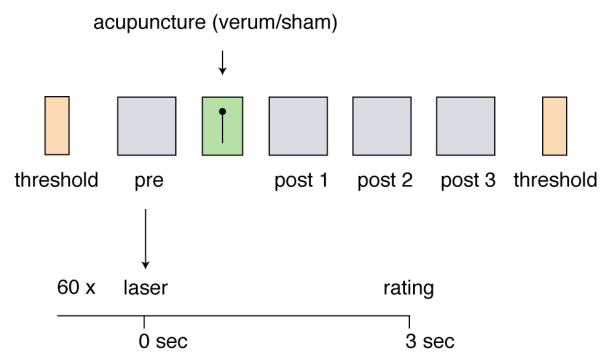 acupuncture (verum/sham)
threshold pre post 1 post 2 post 3 threshold
60 x laser rating
0 sec 3 sec